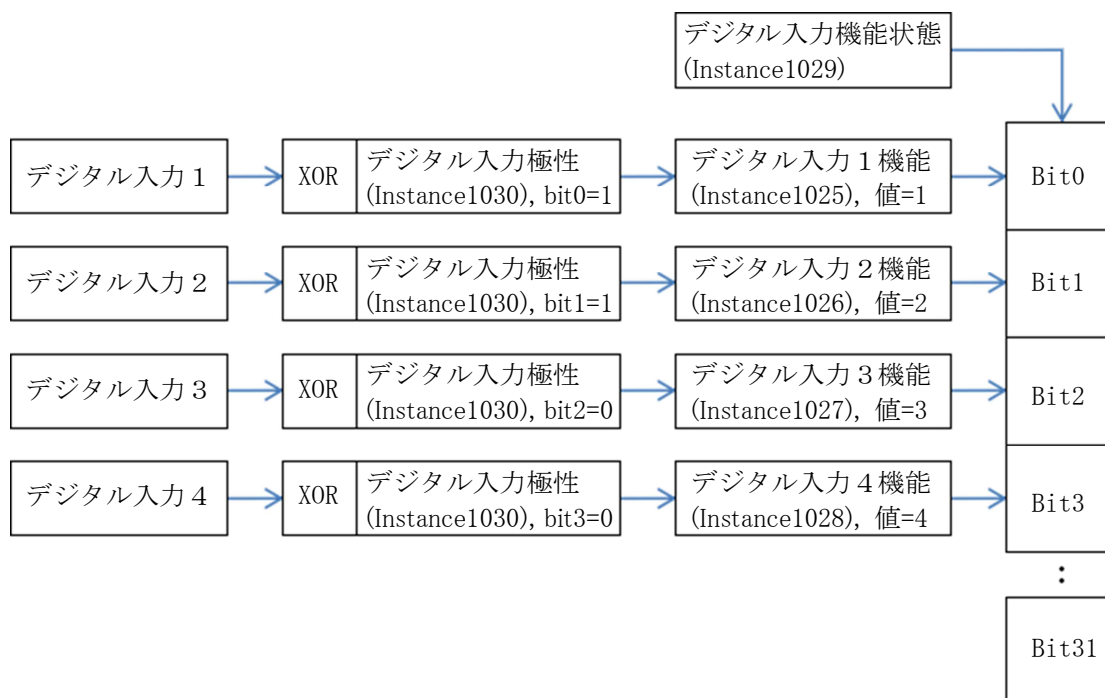 デジタル入力機能状態
(Instance1029)
デジタル入力1
XOR
デジタル入力極性
(Instance1030), bit0=1
デジタル入力1機能
(Instance1025), 値=1
Bit0
デジタル入力2
XOR
デジタル入力極性
(Instance1030), bit1=1
デジタル入力2機能
(Instance1026), 値=2
Bit1
デジタル入力3
XOR
デジタル入力極性
(Instance1030), bit2=0
デジタル入力3機能
(Instance1027), 値=3
Bit2
デジタル入力4
XOR
デジタル入力極性
(Instance1030), bit3=0
デジタル入力4機能
(Instance1028), 値=4
Bit3
:
Bit31